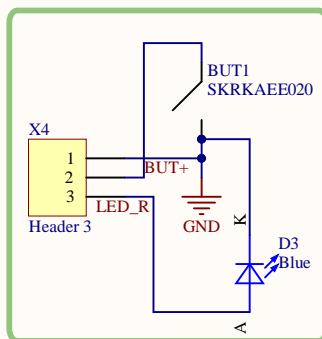 BUT1
SKRKAEE020
X4
1
2
3
BUT+
LED_R
Header 3
GND
K
D3
Blue
A